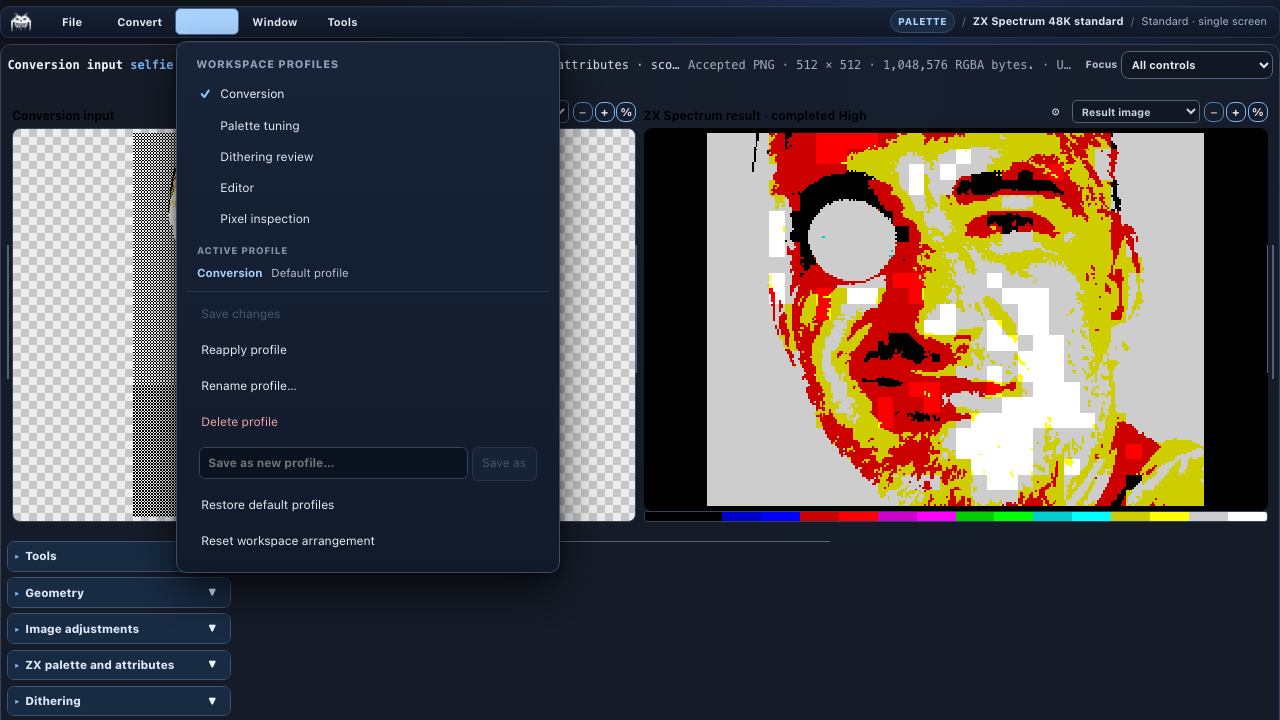 File Convert Window Tools PALETTE / ZX Spectrum 48K standard / Standard · single screen
Conversion input selfie attributes · sco… Accepted PNG · 512 × 512 · 1,048,576 RGBA bytes. · U… Focus All controls
Conversion input − + % ZX Spectrum result · completed High Result image − + %
WORKSPACE PROFILES
✓ Conversion
Palette tuning
Dithering review
Editor
Pixel inspection
ACTIVE PROFILE
Conversion Default profile
Save changes
Reapply profile
Rename profile…
Delete profile
Save as new profile… Save as
Restore default profiles
Reset workspace arrangement
Tools
Geometry
Image adjustments
ZX palette and attributes
Dithering